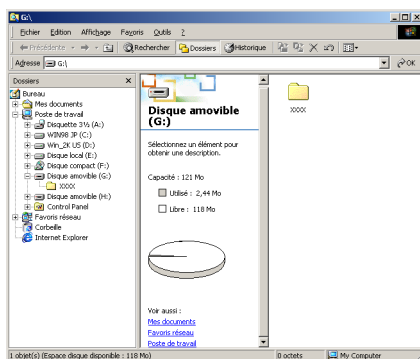 G:\
Fichier Edition Affichage Favoris Outils ?
Précédente Rechercher Dossiers Historique
Adresse G:\ OK
Dossiers ×
Bureau
Mes documents
Poste de travail
Disquette 3½ (A:)
WIN98 JP (C:)
Win_2K US (D:)
Disque local (E:)
Disque compact (F:)
Disque amovible (G:)
xxxx
Disque amovible (H:)
Control Panel
Favoris réseau
Corbeille
Internet Explorer
Disque amovible
(G:)
Sélectionnez un élément pour
obtenir une description.
Capacité : 121 Mo
Utilisé : 2,44 Mo
Libre : 118 Mo
Voir aussi :
Mes documents
Favoris réseau
Poste de travail
xxxx
1 objet(s) (Espace disque disponible : 118 Mo) 0 octets My Computer